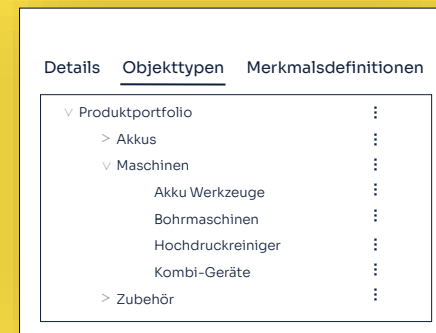 Details Objekttypen Merkmalsdefinitionen
Produktportfolio
Akkus
Maschinen
Akku Werkzeuge
Bohrmaschinen
Hochdruckreiniger
Kombi-Geräte
Zubehör